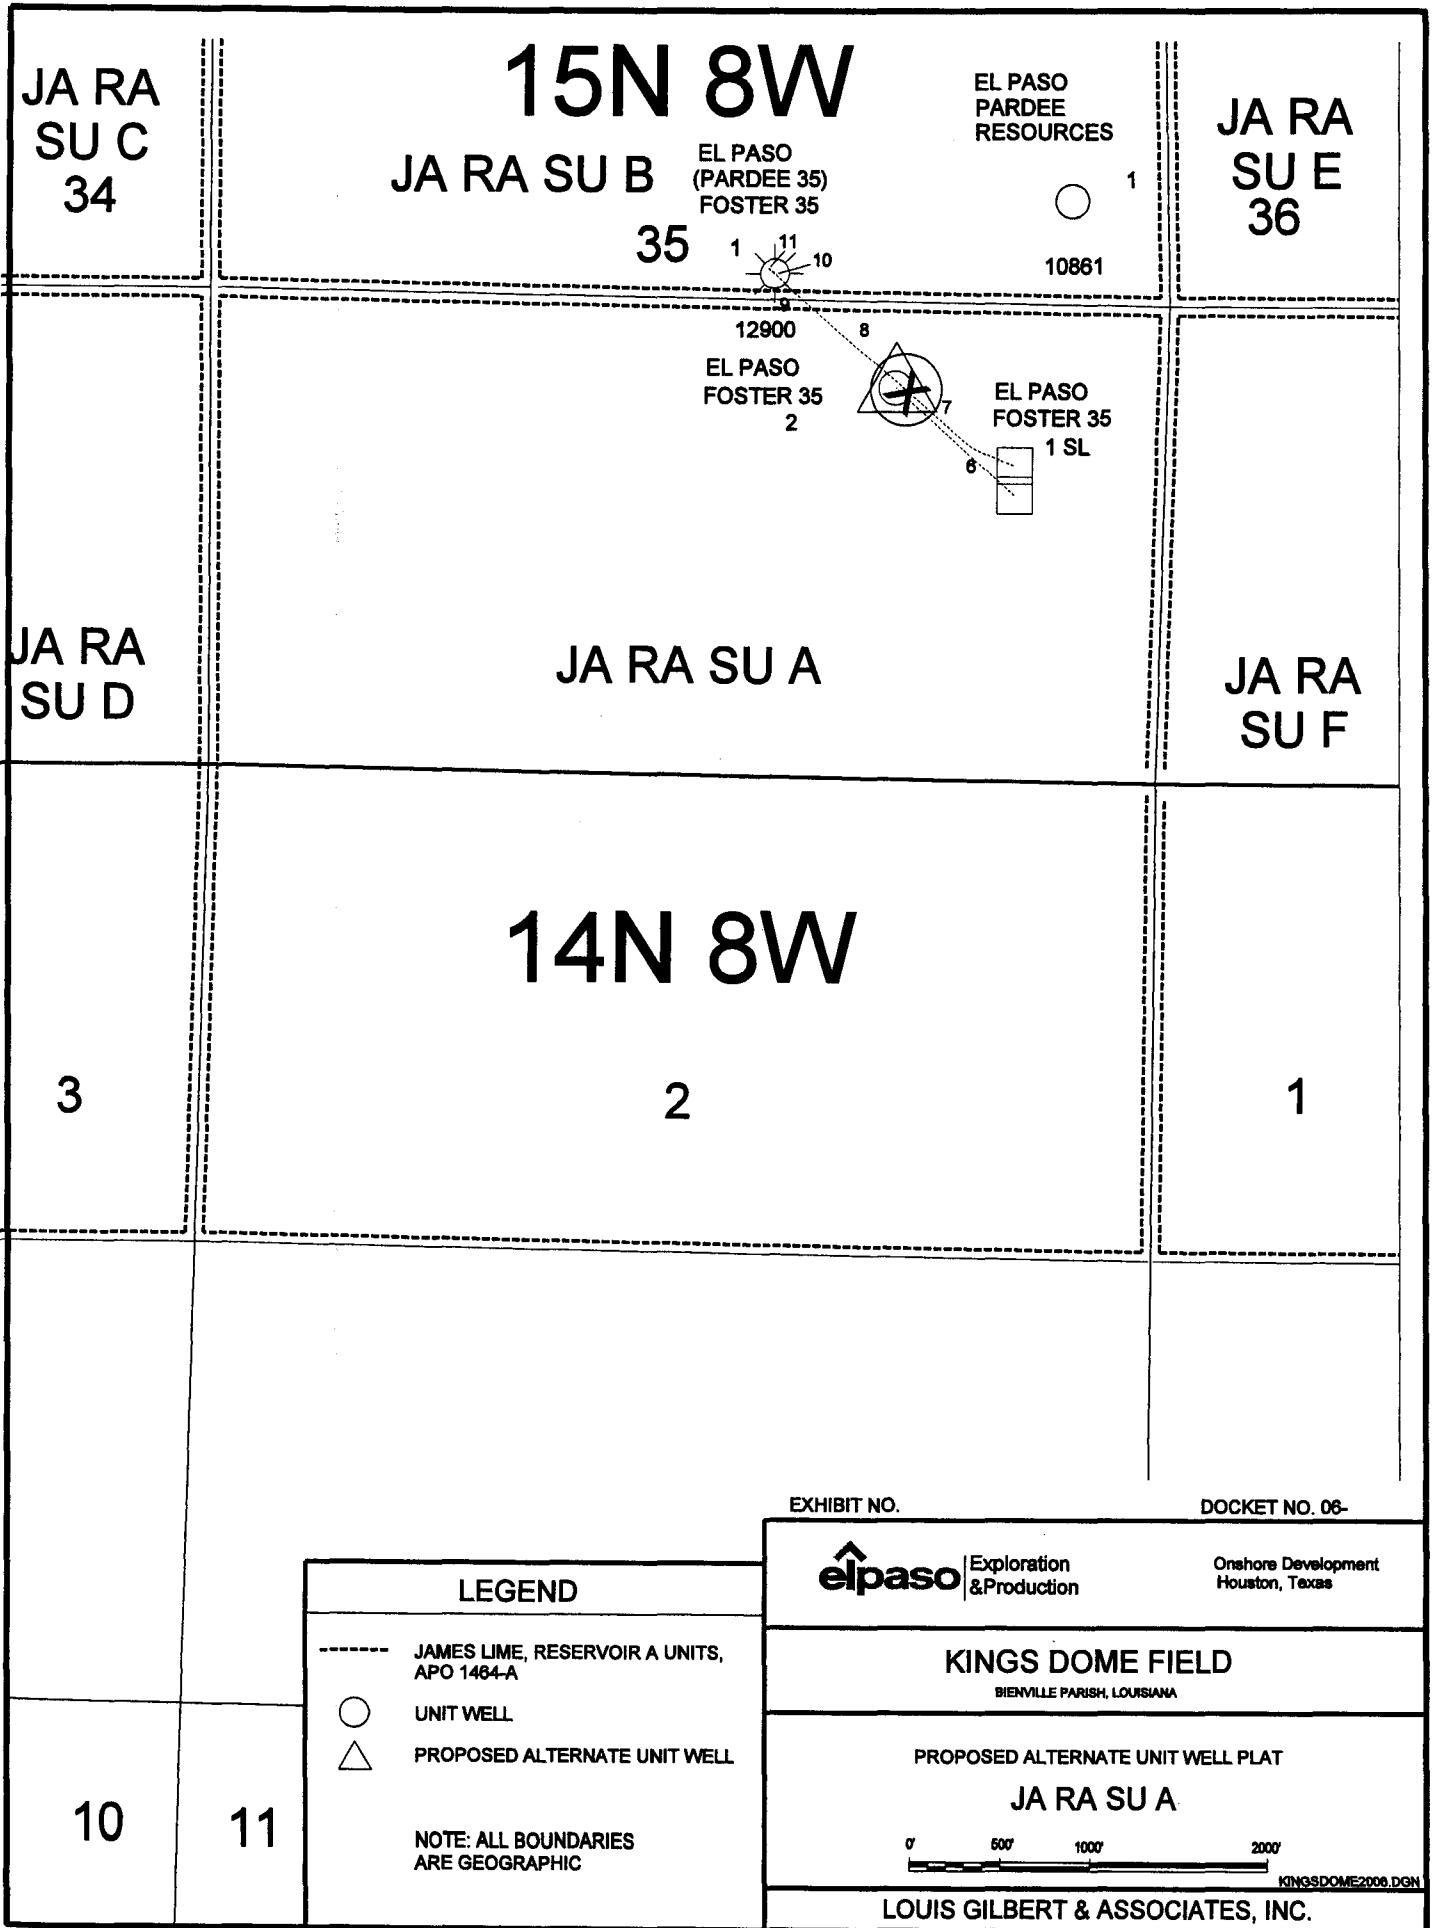 15N 8W
JA RA
SU C
34
JA RA SU B
35
EL PASO
(PARDEE 35)
FOSTER 35
1
11
10
9
12900
8
EL PASO
PARDEE
RESOURCES
1
10861
JA RA
SU E
36
EL PASO
FOSTER 35
2
7
6
EL PASO
FOSTER 35
1 SL
JA RA
SU D
JA RA SU A
JA RA
SU F
14N 8W
3
2
1
10
11
EXHIBIT NO.
DOCKET NO. 06-
LEGEND
JAMES LIME, RESERVOIR A UNITS,
APO 1464-A
UNIT WELL
PROPOSED ALTERNATE UNIT WELL
NOTE: ALL BOUNDARIES
ARE GEOGRAPHIC
elpaso
Exploration
&Production
Onshore Development
Houston, Texas
KINGS DOME FIELD
BIENVILLE PARISH, LOUISIANA
PROPOSED ALTERNATE UNIT WELL PLAT
JA RA SU A
0' 500' 1000' 2000'
KINGSDOME2006.DGN
LOUIS GILBERT & ASSOCIATES, INC.